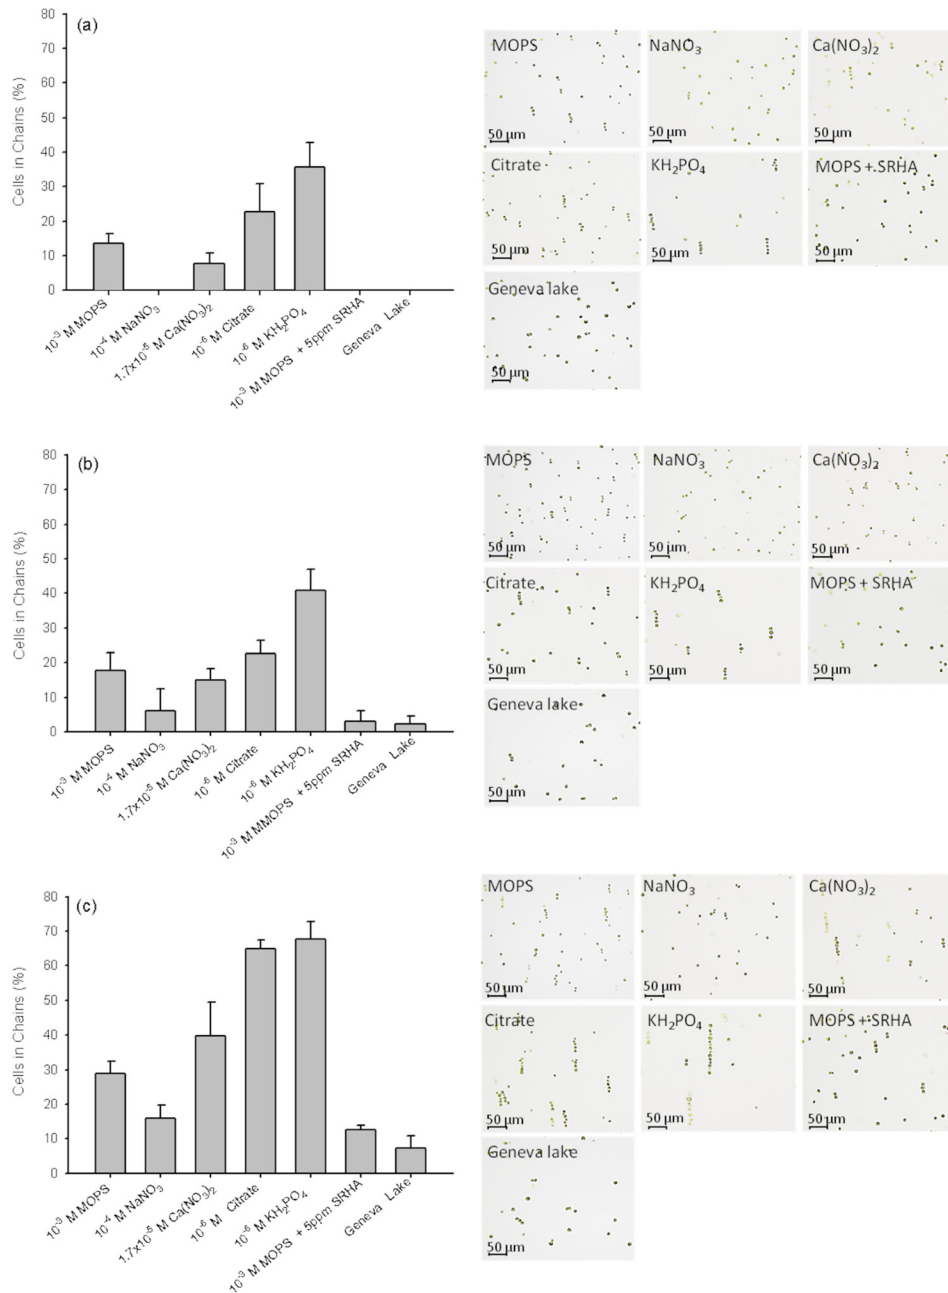 (a)
80
70
60
50
40
30
20
10
0
Cells in Chains (%)
10⁻³ M MOPS
10⁻⁴ M NaNO₃
1.7x10⁻⁵ M Ca(NO₃)₂
10⁻⁶ M Citrate
10⁻⁶ M KH₂PO₄
10⁻³ M MOPS + 5ppm SRHA
Geneva Lake
MOPS
50 µm
NaNO₃
50 µm
Ca(NO₃)₂
50 µm
Citrate
50 µm
KH₂PO₄
50 µm
MOPS + SRHA
50 µm
Geneva lake
50 µm
(b)
80
70
60
50
40
30
20
10
0
Cells in Chains (%)
10⁻³ M MOPS
10⁻⁴ M NaNO₃
1.7x10⁻⁵ M Ca(NO₃)₂
10⁻⁶ M Citrate
10⁻⁶ M KH₂PO₄
10⁻³ M MMOPS + 5ppm SRHA
Geneva Lake
MOPS
50 µm
NaNO₃
50 µm
Ca(NO₃)₂
50 µm
Citrate
50 µm
KH₂PO₄
50 µm
MOPS + SRHA
50 µm
Geneva lake
50 µm
(c)
80
70
60
50
40
30
20
10
0
Cells in Chains (%)
10⁻³ M MOPS
10⁻⁴ M NaNO₃
1.7x10⁻⁵ M Ca(NO₃)₂
10⁻⁶ M Citrate
10⁻⁶ M KH₂PO₄
10⁻³ M MOPS + 5ppm SRHA
Geneva Lake
MOPS
50 µm
NaNO₃
50 µm
Ca(NO₃)₂
50 µm
Citrate
50 µm
KH₂PO₄
50 µm
MOPS + SRHA
50 µm
Geneva lake
50 µm